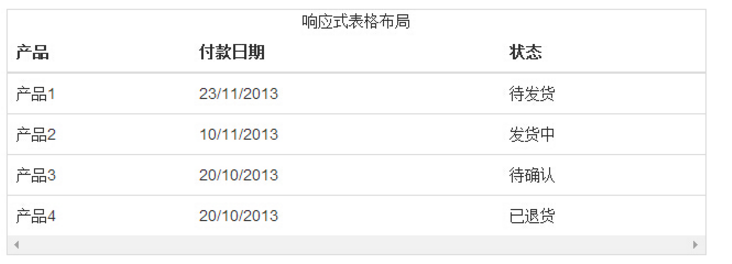 响应式表格布局
产品 付款日期 状态
产品1 23/11/2013 待发货
产品2 10/11/2013 发货中
产品3 20/10/2013 待确认
产品4 20/10/2013 已退货